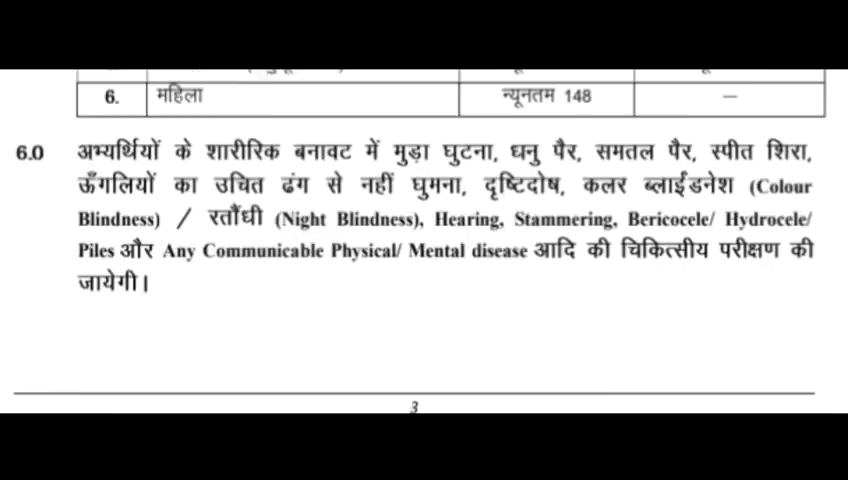 6. महिला न्यूनतम 148 —
6.0 अभ्यर्थियों के शारीरिक बनावट में मुड़ा घुटना, धनु पैर, समतल पैर, स्पीत शिरा,
ऊँगलियों का उचित ढंग से नहीं घुमना, दृष्टिदोष, कलर ब्लाईंडनेश (Colour
Blindness) / रतौंधी (Night Blindness), Hearing, Stammering, Bericocele/ Hydrocele/
Piles और Any Communicable Physical/ Mental disease आदि की चिकित्सीय परीक्षण की
जायेगी।
3